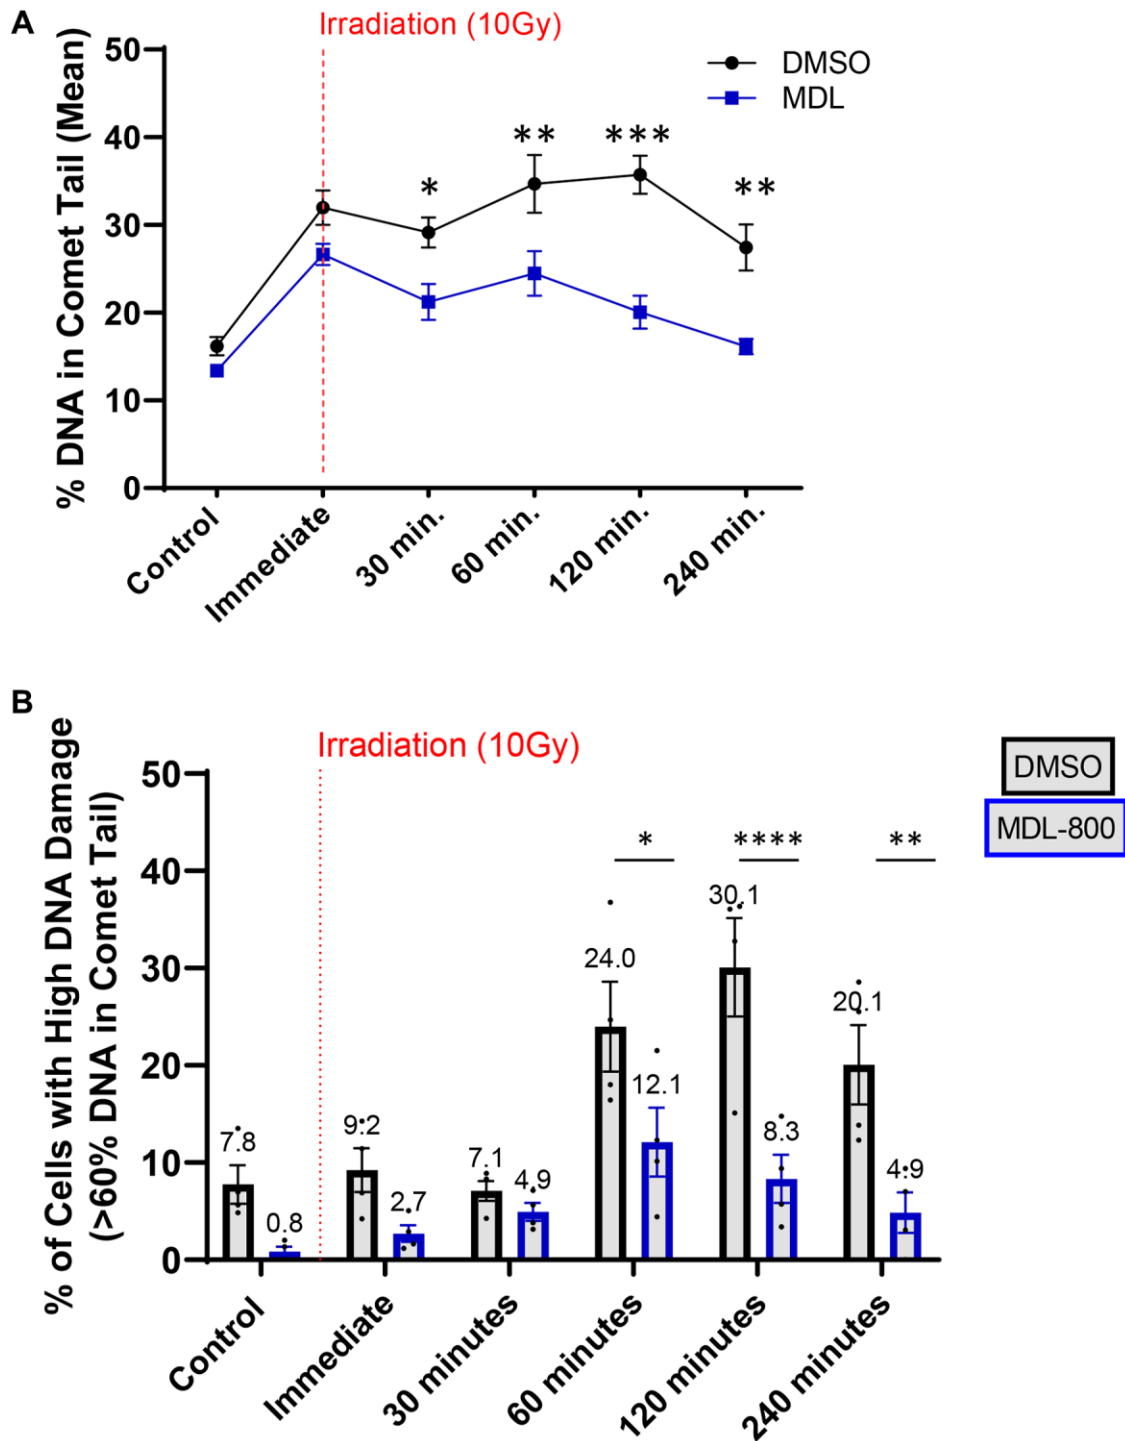 A
Irradiation (10Gy)
% DNA in Comet Tail (Mean)
50
40
30
20
10
0
DMSO
MDL
*
**
***
**
Control
Immediate
30 min.
60 min.
120 min.
240 min.
B
Irradiation (10Gy)
% of Cells with High DNA Damage
(>60% DNA in Comet Tail)
50
40
30
20
10
0
DMSO
MDL-800
*
****
**
7.8
0.8
9.2
2.7
7.1
4.9
24.0
12.1
30.1
8.3
20.1
4.9
Control
Immediate
30 minutes
60 minutes
120 minutes
240 minutes